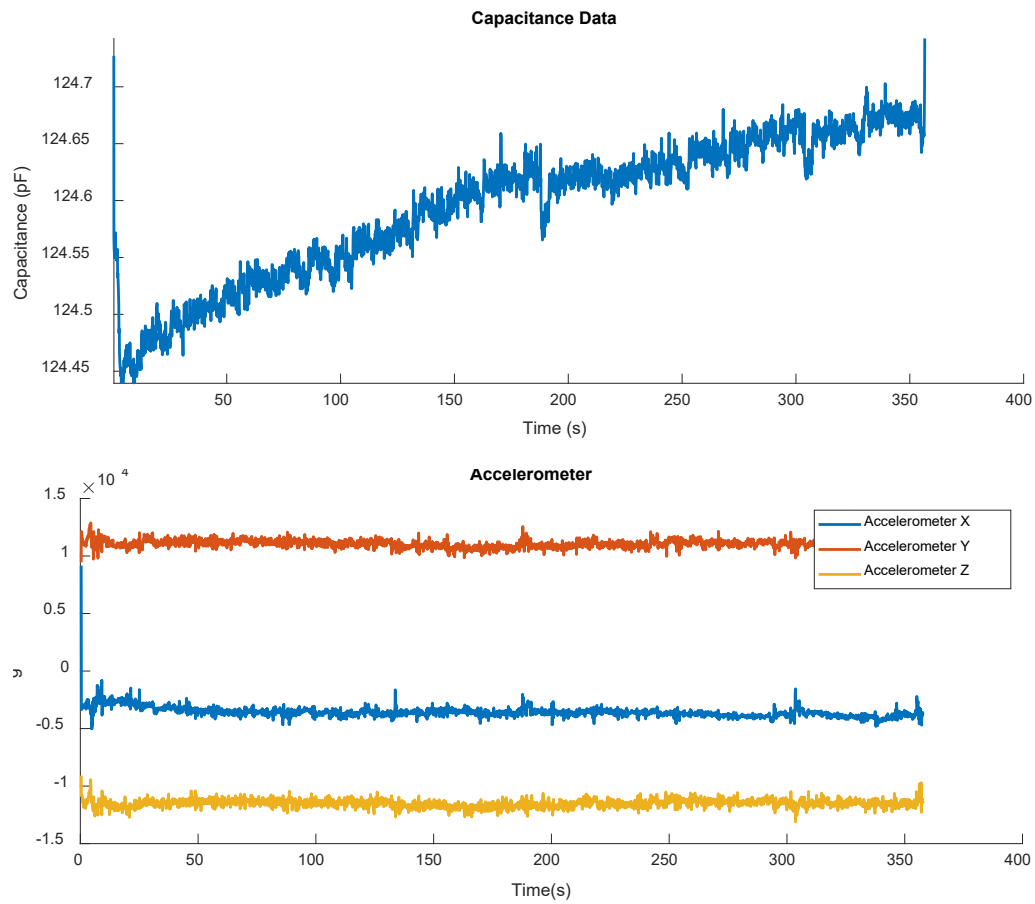 Capacitance Data
124.7
124.65
124.6
124.55
124.5
124.45
Capacitance (pF)
50 100 150 200 250 300 350 400
Time (s)
Accelerometer
×10 4
1.5
1
0.5
0
-0.5
-1
-1.5
g
Accelerometer X
Accelerometer Y
Accelerometer Z
0 50 100 150 200 250 300 350 400
Time(s)